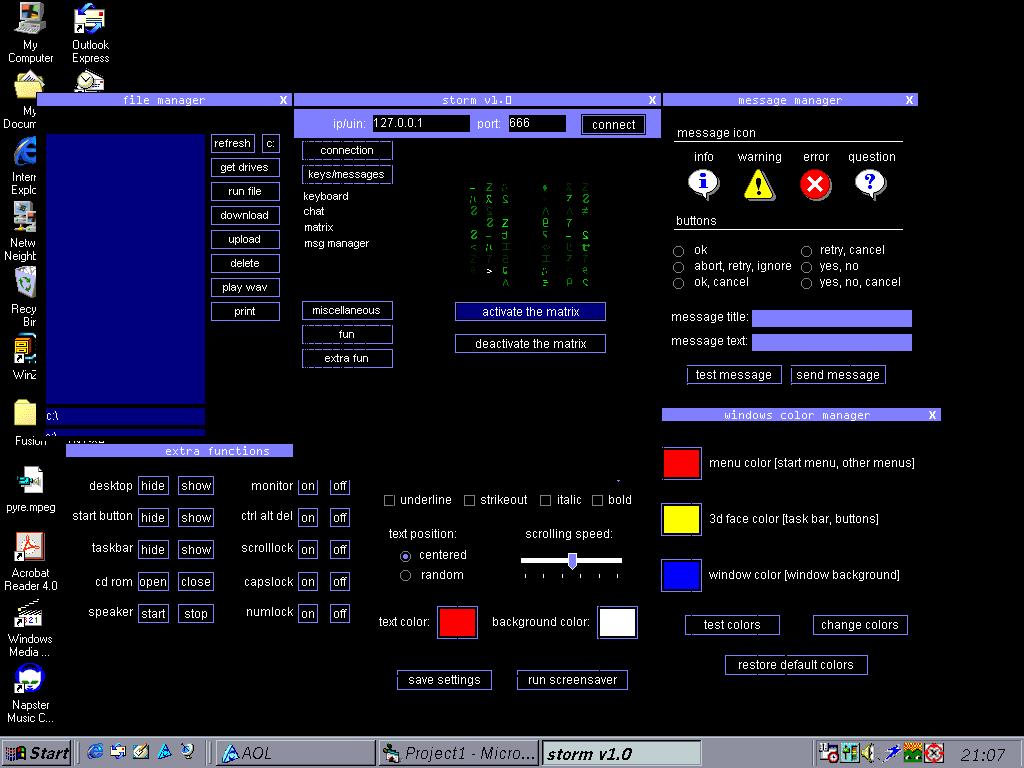 My Computer
Outlook Express
My
Docum
Intern
Explo
Netw
Neighb
Recy
Bin
WinZ
Fusion
pyre.mpeg
Acrobat
Reader 4.0
Windows
Media ...
Napster
Music C...
file manager X
refresh c:
get drives
run file
download
upload
delete
play wav
print
c:\
storm v1.0 X
ip/uin: 127.0.0.1 port: 666 connect
connection
keys/messages
keyboard
chat
matrix
msg manager
miscellaneous
fun
extra fun
activate the matrix
deactivate the matrix
message manager X
message icon
info warning error question
buttons
ok retry, cancel
abort, retry, ignore yes, no
ok, cancel yes, no, cancel
message title:
message text:
test message send message
extra functions
desktop hide show monitor on off
start button hide show ctrl alt del on off
taskbar hide show scrolllock on off
cd rom open close capslock on off
speaker start stop numlock on off
underline strikeout italic bold
text position: scrolling speed:
centered
random
text color: background color:
save settings run screensaver
windows color manager X
menu color [start menu, other menus]
3d face color [task bar, buttons]
window color [window background]
test colors change colors
restore default colors
Start AOL Project1 - Micro... storm v1.0 21:07